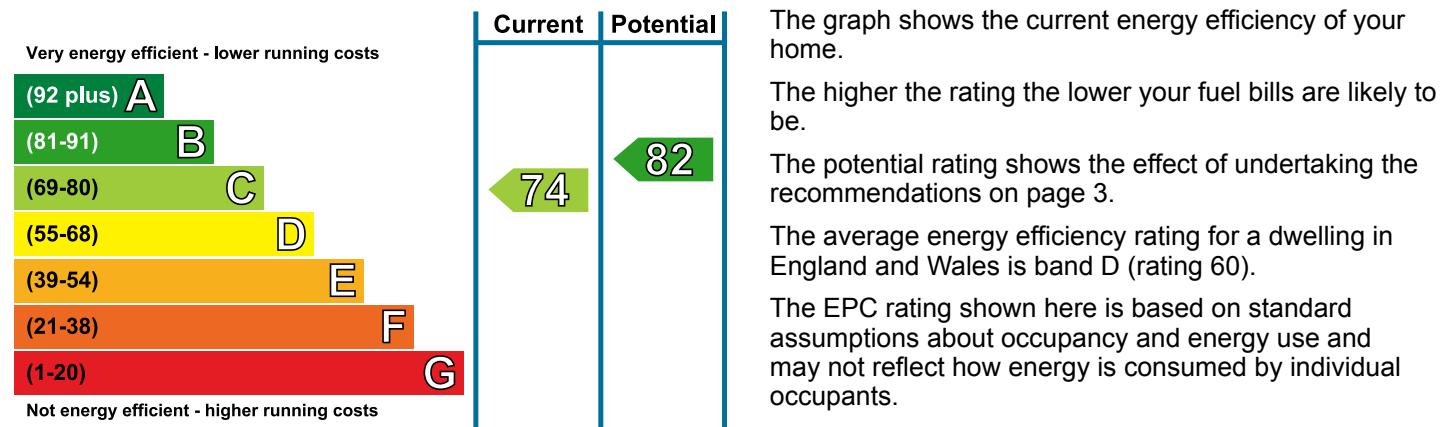 Current Potential
Very energy efficient - lower running costs
(92 plus) A
(81-91) B
(69-80) C
(55-68) D
(39-54) E
(21-38) F
(1-20) G
Not energy efficient - higher running costs
74
82
The graph shows the current energy efficiency of your
home.
The higher the rating the lower your fuel bills are likely to
be.
The potential rating shows the effect of undertaking the
recommendations on page 3.
The average energy efficiency rating for a dwelling in
England and Wales is band D (rating 60).
The EPC rating shown here is based on standard
assumptions about occupancy and energy use and
may not reflect how energy is consumed by individual
occupants.